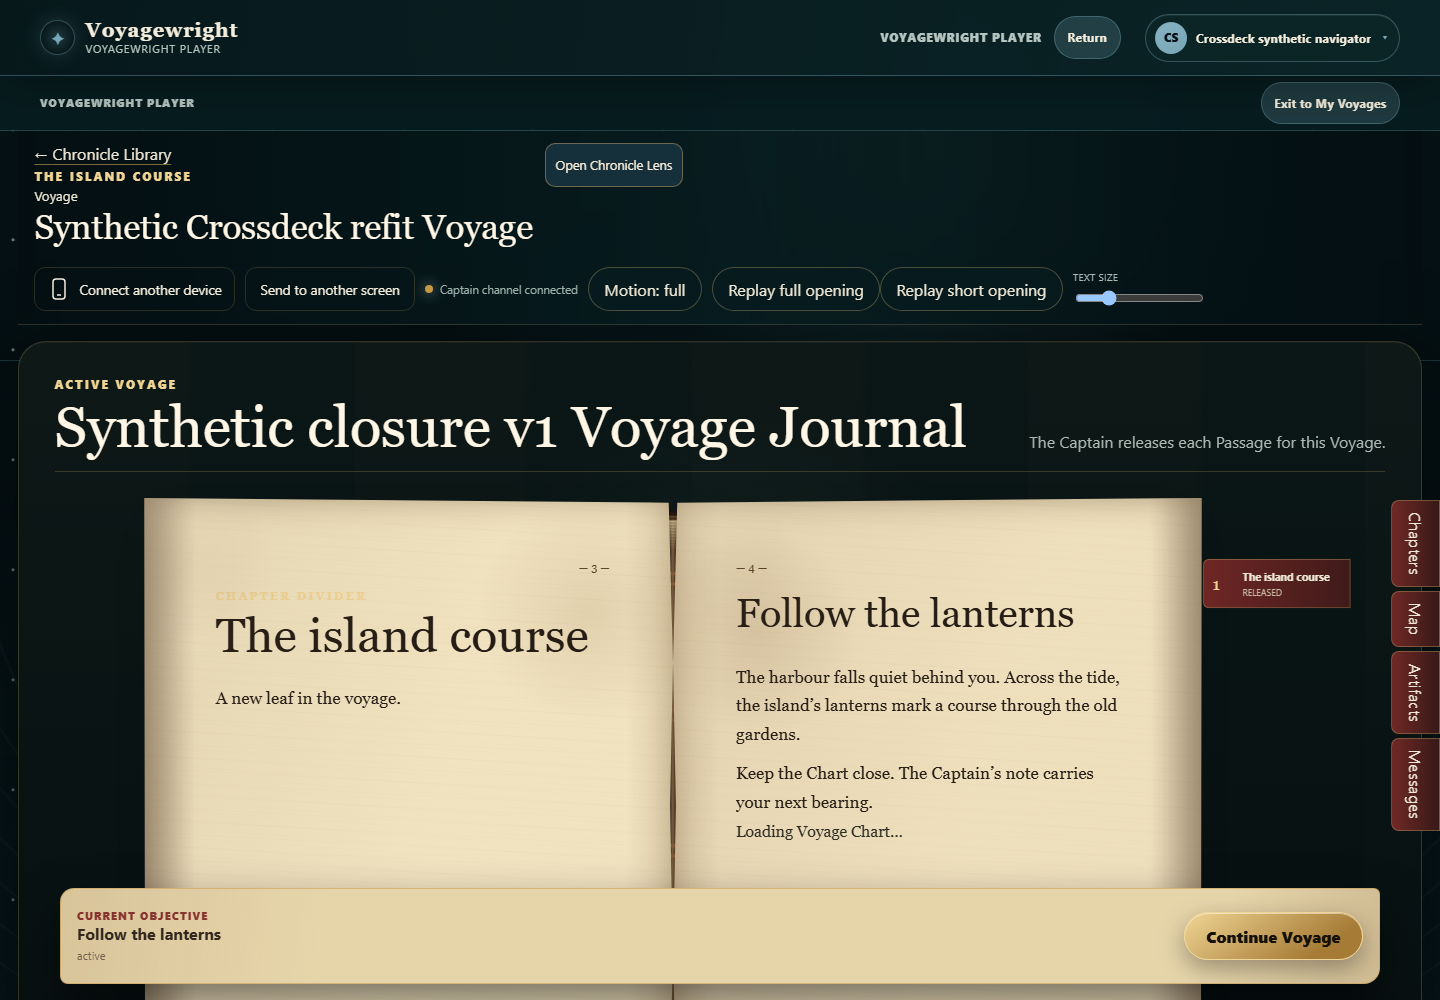 Voyagewright
VOYAGEWRIGHT PLAYER
VOYAGEWRIGHT PLAYER
Return
CS
Crossdeck synthetic navigator
VOYAGEWRIGHT PLAYER
Exit to My Voyages
← Chronicle Library
THE ISLAND COURSE
Voyage
Synthetic Crossdeck refit Voyage
Open Chronicle Lens
Connect another device
Send to another screen
Captain channel connected
Motion: full
Replay full opening
Replay short opening
TEXT SIZE
ACTIVE VOYAGE
Synthetic closure v1 Voyage Journal
The Captain releases each Passage for this Voyage.
— 3 —
CHAPTER DIVIDER
The island course
A new leaf in the voyage.
— 4 —
Follow the lanterns
The harbour falls quiet behind you. Across the tide,
the island’s lanterns mark a course through the old
gardens.
Keep the Chart close. The Captain’s note carries
your next bearing.
Loading Voyage Chart...
1
The island course
RELEASED
Chapters
Map
Artifacts
Messages
CURRENT OBJECTIVE
Follow the lanterns
active
Continue Voyage